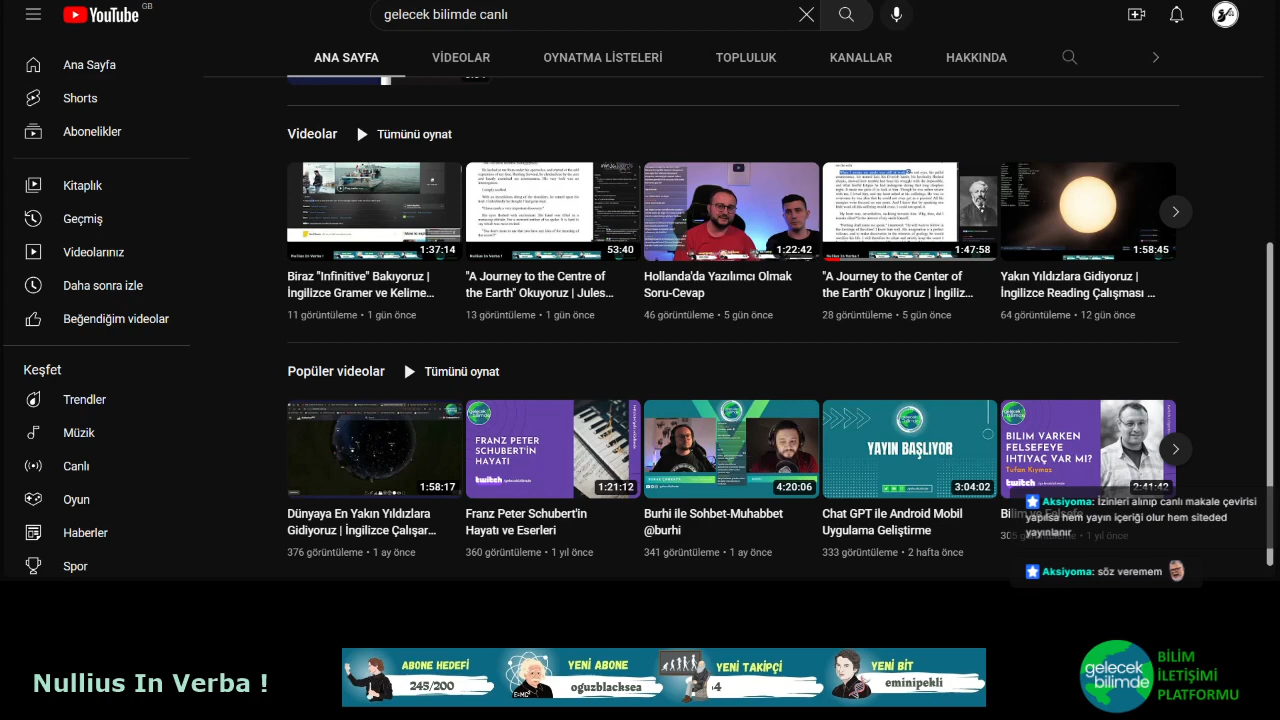 YouTube GB
gelecek bilimde canlı
ANA SAYFA VİDEOLAR OYNATMA LİSTELERİ TOPLULUK KANALLAR HAKKINDA
Ana Sayfa
Shorts
Abonelikler
Kitaplık
Geçmiş
Videolarınız
Daha sonra izle
Beğendiğim videolar
Keşfet
Trendler
Müzik
Canlı
Oyun
Haberler
Spor
Videolar Tümünü oynat
1:37:14
Biraz "Infinitive" Bakıyoruz |
İngilizce Gramer ve Kelime...
11 görüntüleme • 1 gün önce
53:40
"A Journey to the Centre of
the Earth" Okuyoruz | Jules...
13 görüntüleme • 1 gün önce
1:22:42
Hollanda'da Yazılımcı Olmak
Soru-Cevap
46 görüntüleme • 5 gün önce
1:47:58
"A Journey to the Center of
the Earth" Okuyoruz | İngiliz...
28 görüntüleme • 5 gün önce
1:58:45
Yakın Yıldızlara Gidiyoruz |
İngilizce Reading Çalışması ...
64 görüntüleme • 12 gün önce
Popüler videolar Tümünü oynat
1:58:17
Dünyaya En Yakın Yıldızlara
Gidiyoruz | İngilizce Çalışar...
376 görüntüleme • 1 ay önce
FRANZ PETER
SCHUBERT'İN
HAYATI
twitch
1:21:12
Franz Peter Schubert'in
Hayatı ve Eserleri
360 görüntüleme • 1 yıl önce
4:20:06
Burhi ile Sohbet-Muhabbet
@burhi
341 görüntüleme • 1 ay önce
YAYIN BAŞLIYOR
3:04:02
Chat GPT ile Android Mobil
Uygulama Geliştirme
333 görüntüleme • 2 hafta önce
BILIM VARKEN
FELSEFEYE
IHTIYAÇ VAR MI?
Tufan Kıymaz
twitch
2:41:42
Bilim ve Felsefe
305 görüntüleme • 1 yıl önce
Aksiyoma: İzinleri alınıp canlı makale çevirisi
yapılsa hem yayın içeriği olur hem siteded
yayınlanır
Aksiyoma: söz veremem
Nullius In Verba !
ABONE HEDEFİ
245/200
E=MC²
YENİ ABONE
oguzblacksea
YENİ TAKİPÇİ
YENİ BİT
eminipekli
gelecek
bilimde
BİLİM
İLETİŞİMİ
PLATFORMU